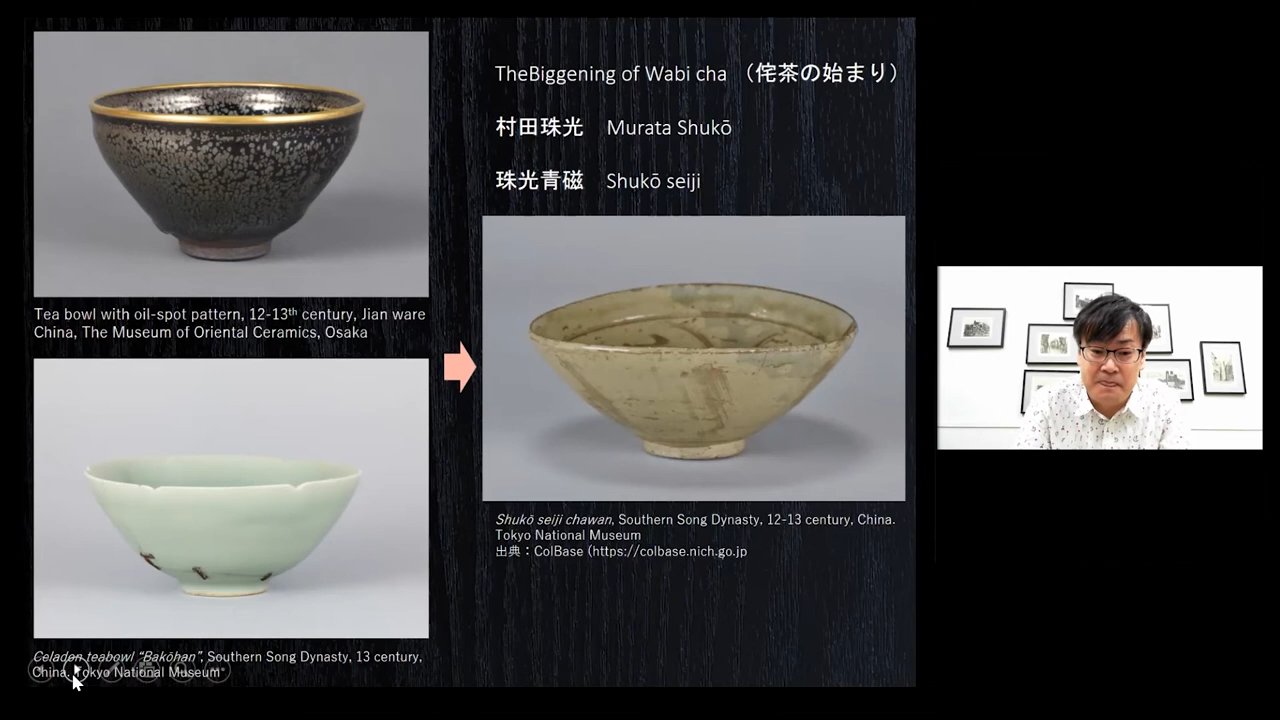 TheBiggening of Wabi cha （侘茶の始まり）
村田珠光 Murata Shukō
珠光青磁 Shukō seiji
Tea bowl with oil-spot pattern, 12-13th century, Jian ware
China, The Museum of Oriental Ceramics, Osaka
Shukō seiji chawan, Southern Song Dynasty, 12-13 century, China.
Tokyo National Museum
出典：ColBase (https://colbase.nich.go.jp
Celadon teabowl “Bakōhan”, Southern Song Dynasty, 13 century,
China. Tokyo National Museum